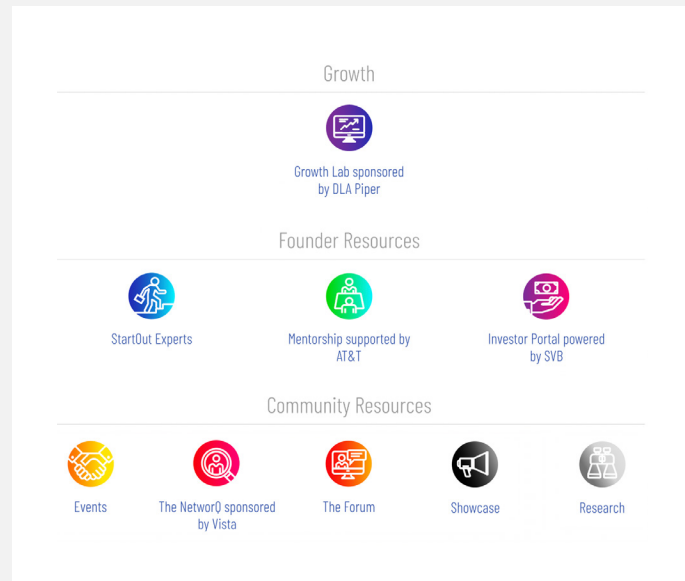 Growth
Growth Lab sponsored
by DLA Piper
Founder Resources
StartOut Experts
Mentorship supported by
AT&T
Investor Portal powered
by SVB
Community Resources
Events
The NetworQ sponsored
by Vista
The Forum
Showcase
Research